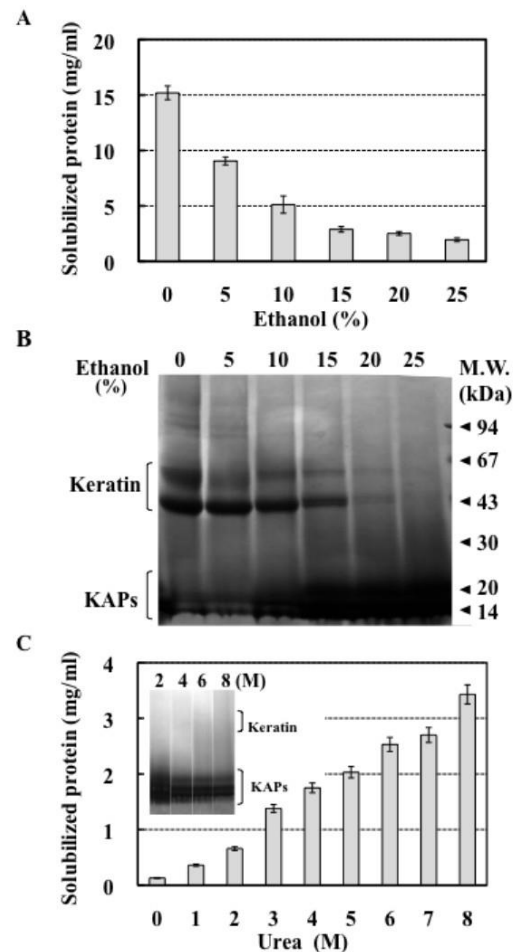 A
Solubilized protein (mg/ml)
20
15
10
5
0
0 5 10 15 20 25
Ethanol (%)
B
Ethanol 0 5 10 15 20 25 M.W.
(%) (kDa)
94
67
Keratin
43
30
KAPs
20
14
C
Solubilized protein (mg/ml)
4
3
2
1
0
2 4 6 8 (M)
Keratin
KAPs
0 1 2 3 4 5 6 7 8
Urea (M)